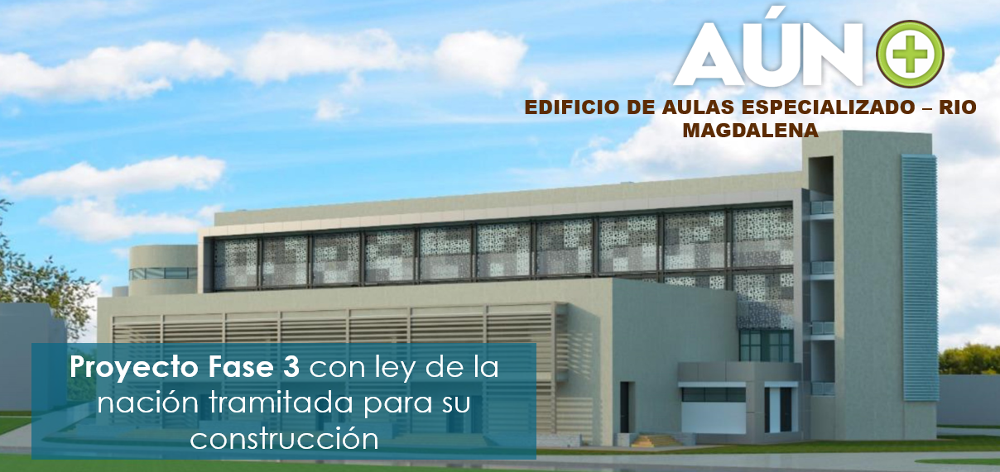 AÚN +
EDIFICIO DE AULAS ESPECIALIZADO – RIO
MAGDALENA
Proyecto Fase 3 con ley de la
nación tramitada para su
construcción